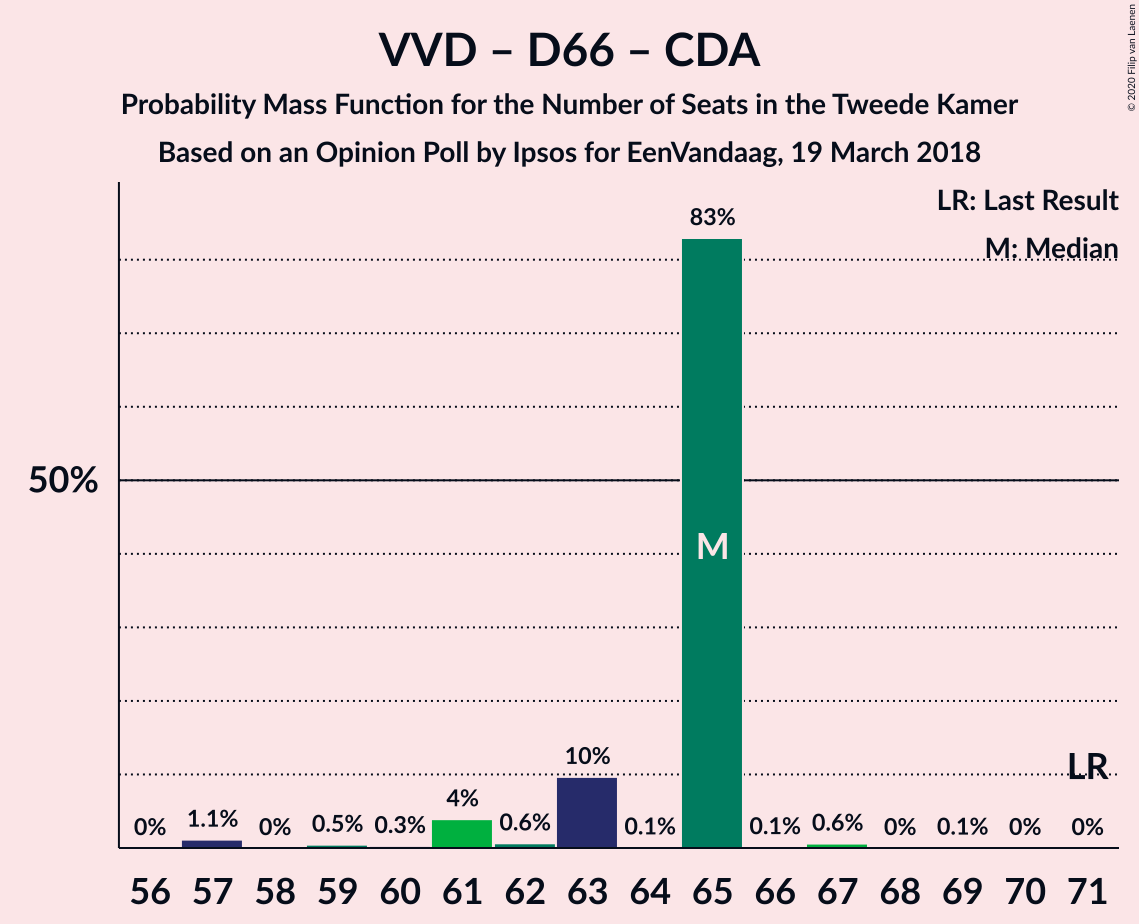 VVD – D66 – CDA
Probability Mass Function for the Number of Seats in the Tweede Kamer
Based on an Opinion Poll by Ipsos for EenVandaag, 19 March 2018
© 2020 Filip van Laenen
LR: Last Result
M: Median
50%
0% 1.1% 0% 0.5% 0.3% 4% 0.6% 10% 0.1% 83% 0.1% 0.6% 0% 0.1% 0% 0%
M
LR
56 57 58 59 60 61 62 63 64 65 66 67 68 69 70 71